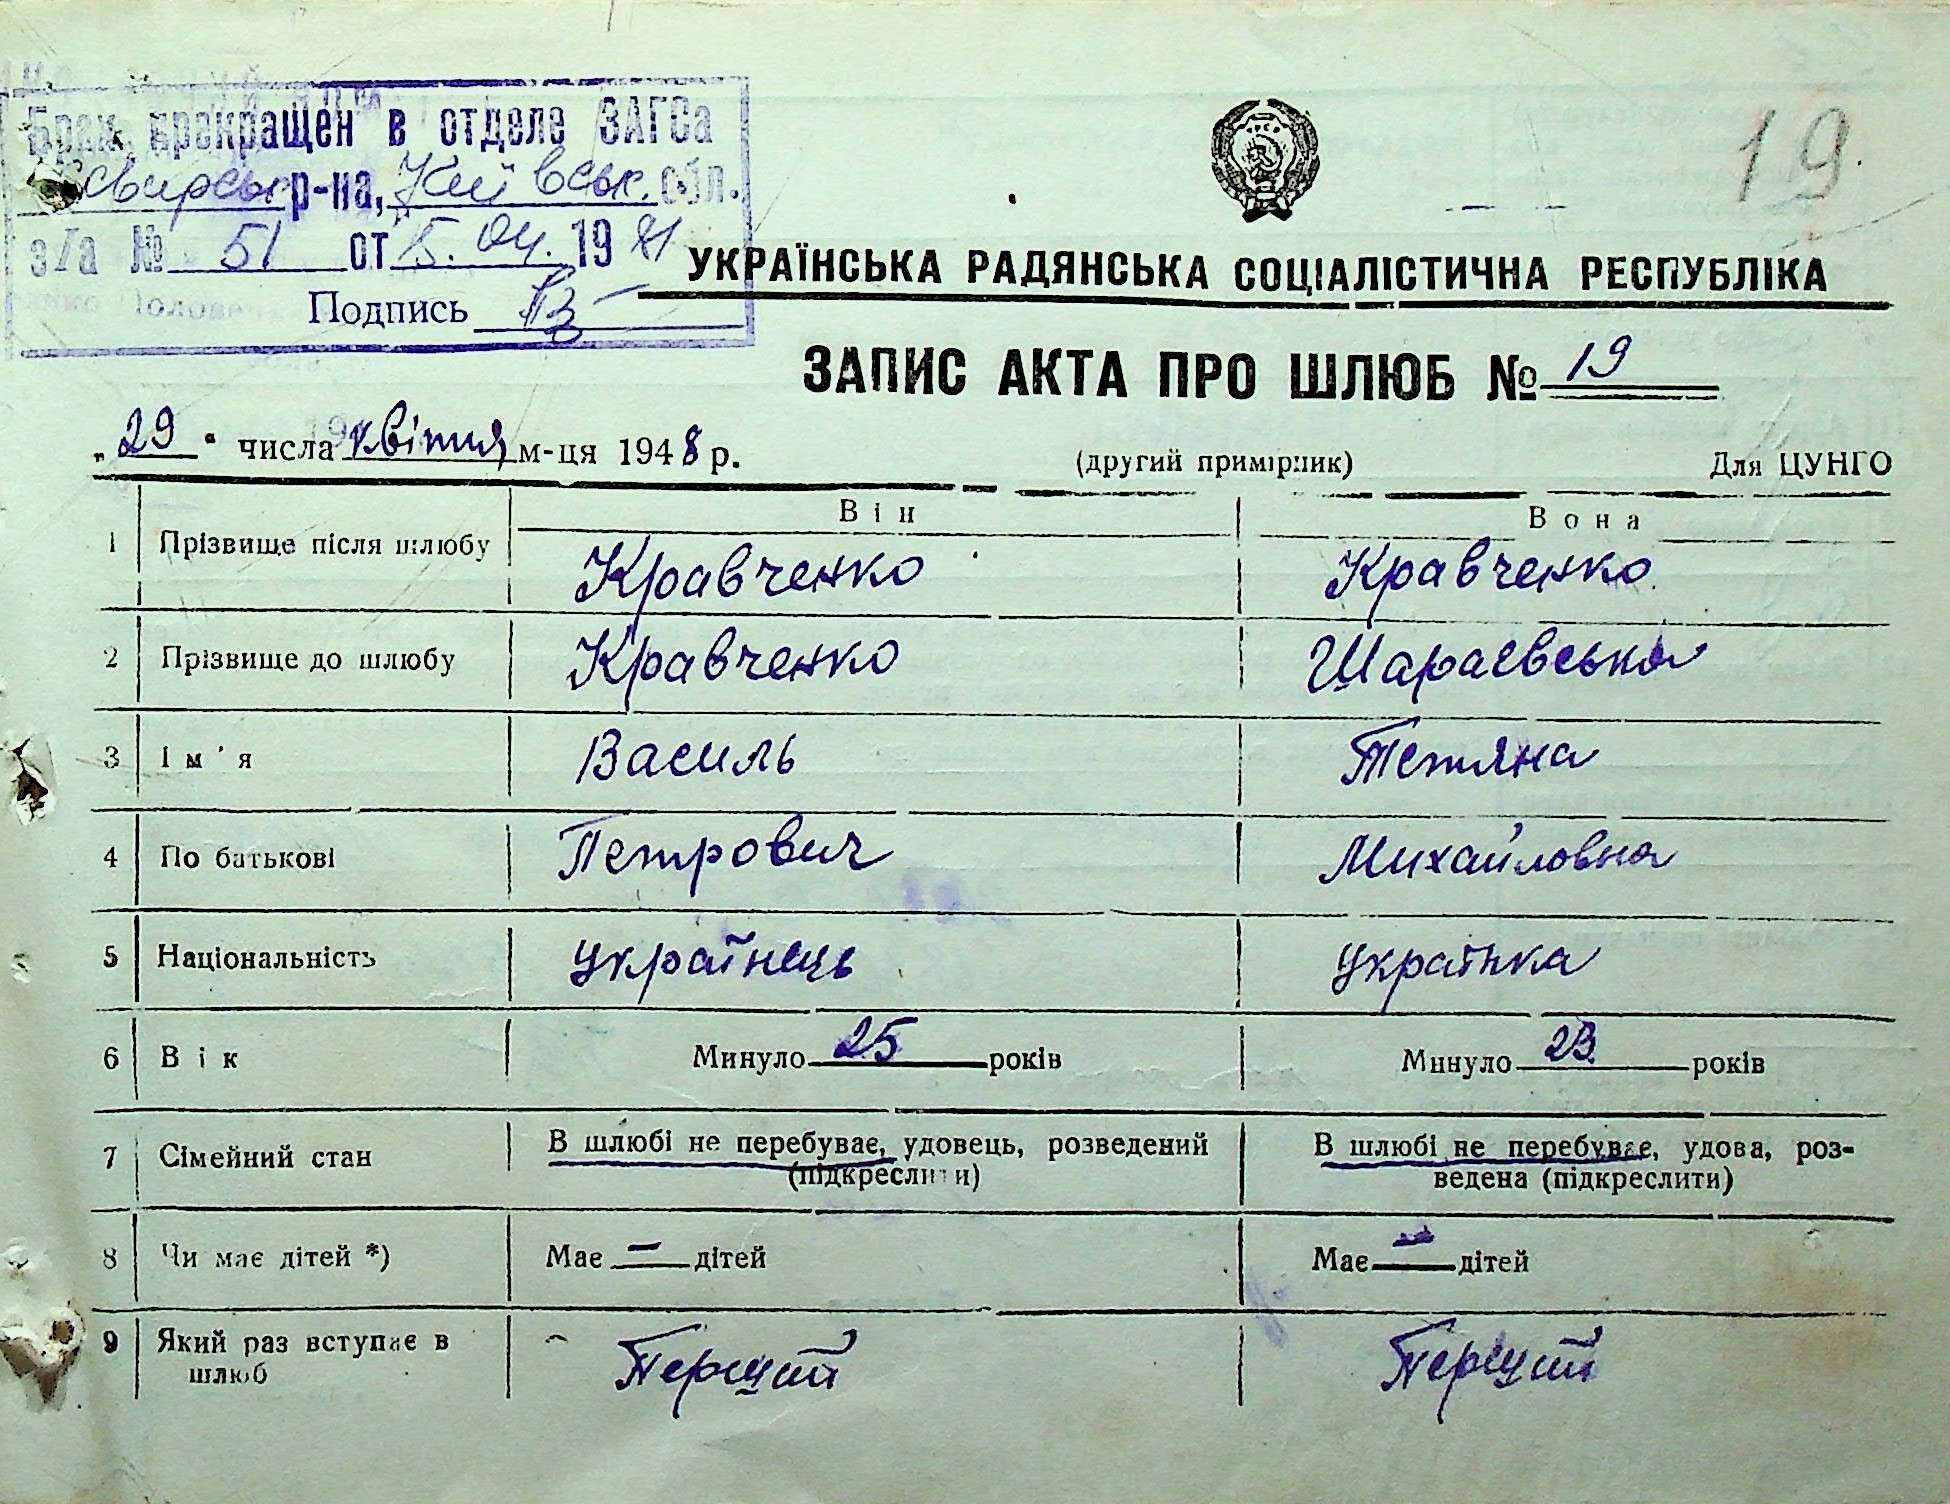 Брак прекращен в отделе ЗАГСа
Сквирськ р-на, Київськ. обл.
з/а № 51 от 15.04.1981
Подпись
19
УКРАЇНСЬКА РАДЯНСЬКА СОЦІАЛІСТИЧНА РЕСПУБЛІКА
ЗАПИС АКТА ПРО ШЛЮБ № 19
„29“ числа квітня м-ця 1948 р.
(другий примірник) Для ЦУНГО
Він Вона
1 Прізвище після шлюбу Кравченко Кравченко
2 Прізвище до шлюбу Кравченко Шараєвська
3 Ім'я Василь Тетяна
4 По батькові Петрович Михайловна
5 Національність українець українка
6 Вік Минуло 25 років Минуло 23 років
7 Сімейний стан В шлюбі не перебуває, удовець, розведений В шлюбі не перебуває, удова, роз-
(підкреслити) ведена (підкреслити)
8 Чи має дітей *) Має — дітей Має — дітей
9 Який раз вступає в Перший Перший
шлюб